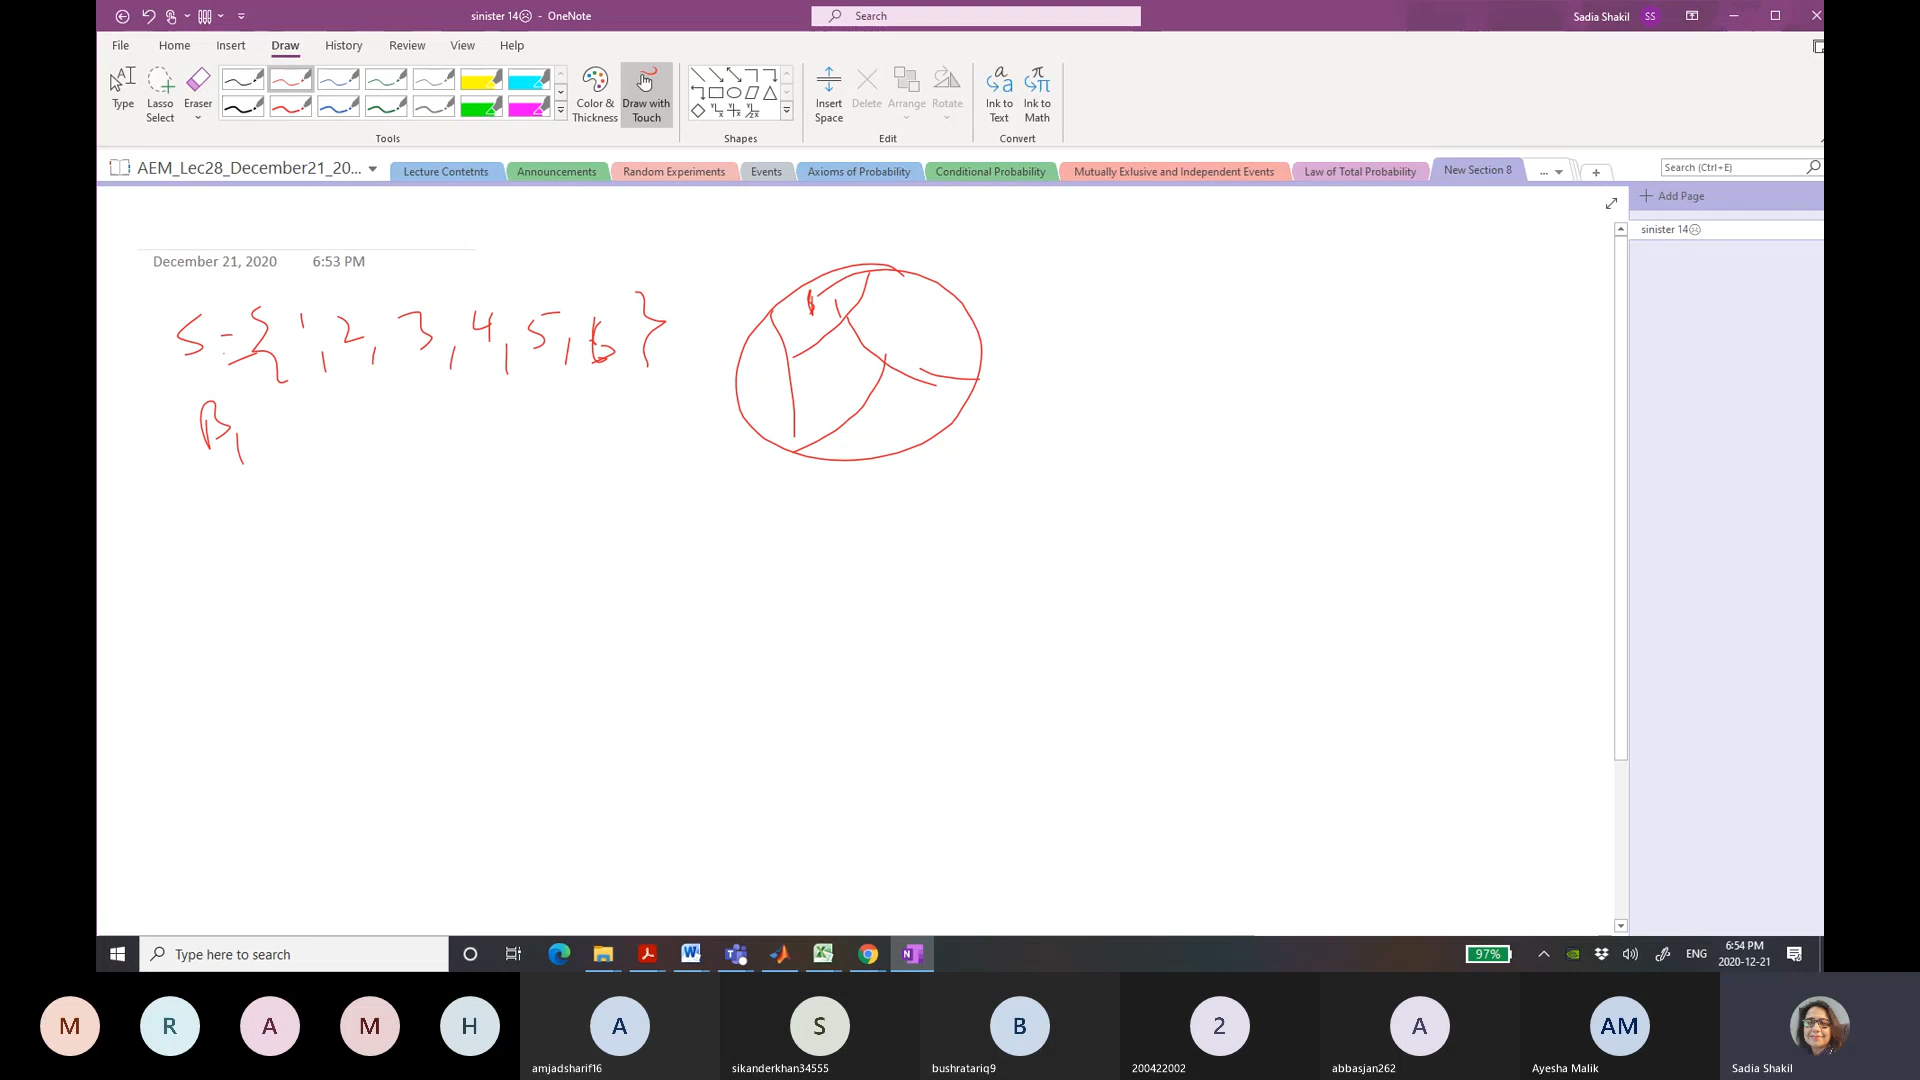 sinister 14☹ - OneNote
Search
Sadia Shakil SS
File Home Insert Draw History Review View Help
Type
Lasso Select
Eraser
Color & Thickness
Draw with Touch
Insert Space
Delete
Arrange
Rotate
Ink to Text
Ink to Math
Tools Shapes Edit Convert
AEM_Lec28_December21_20...
Lecture Contetnts Announcements Random Experiments Events Axioms of Probability Conditional Probability Mutually Exlusive and Independent Events Law of Total Probability New Section 8 ...
Search (Ctrl+E)
Add Page
sinister 14☹
December 21, 2020 6:53 PM
S = { 1, 2, 3, 4, 5, 6 }
1
B1
Type here to search
97% ENG 6:54 PM
2020-12-21
M R A M H A S B 2 A AM
amjadsharif16 sikanderkhan34555 bushratariq9 200422002 abbasjan262 Ayesha Malik Sadia Shakil